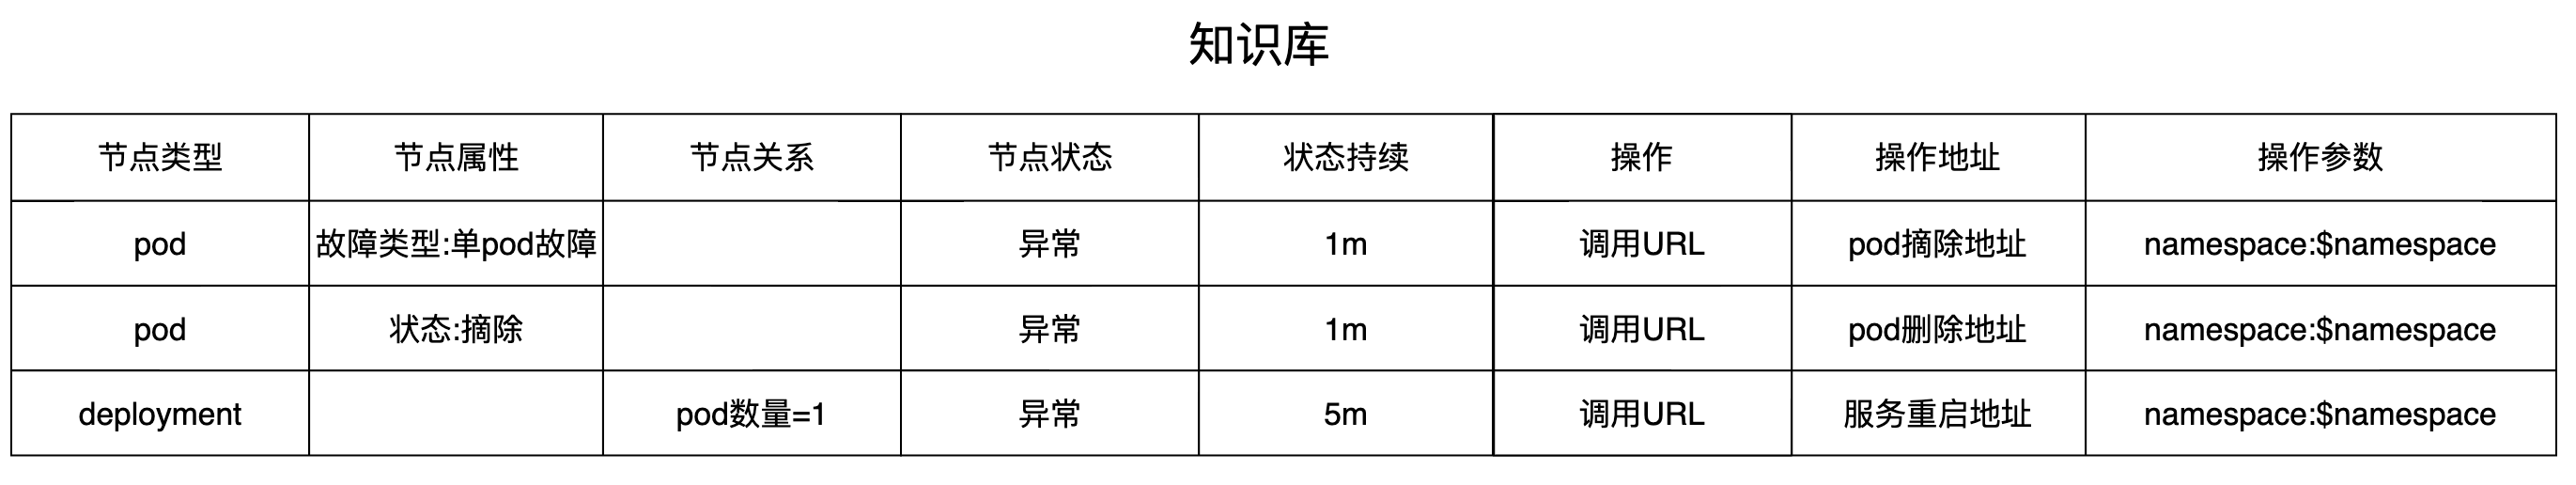 知识库
节点类型 节点属性 节点关系 节点状态 状态持续 操作 操作地址 操作参数
pod 故障类型:单pod故障 异常 1m 调用URL pod摘除地址 namespace:$namespace
pod 状态:摘除 异常 1m 调用URL pod删除地址 namespace:$namespace
deployment pod数量=1 异常 5m 调用URL 服务重启地址 namespace:$namespace